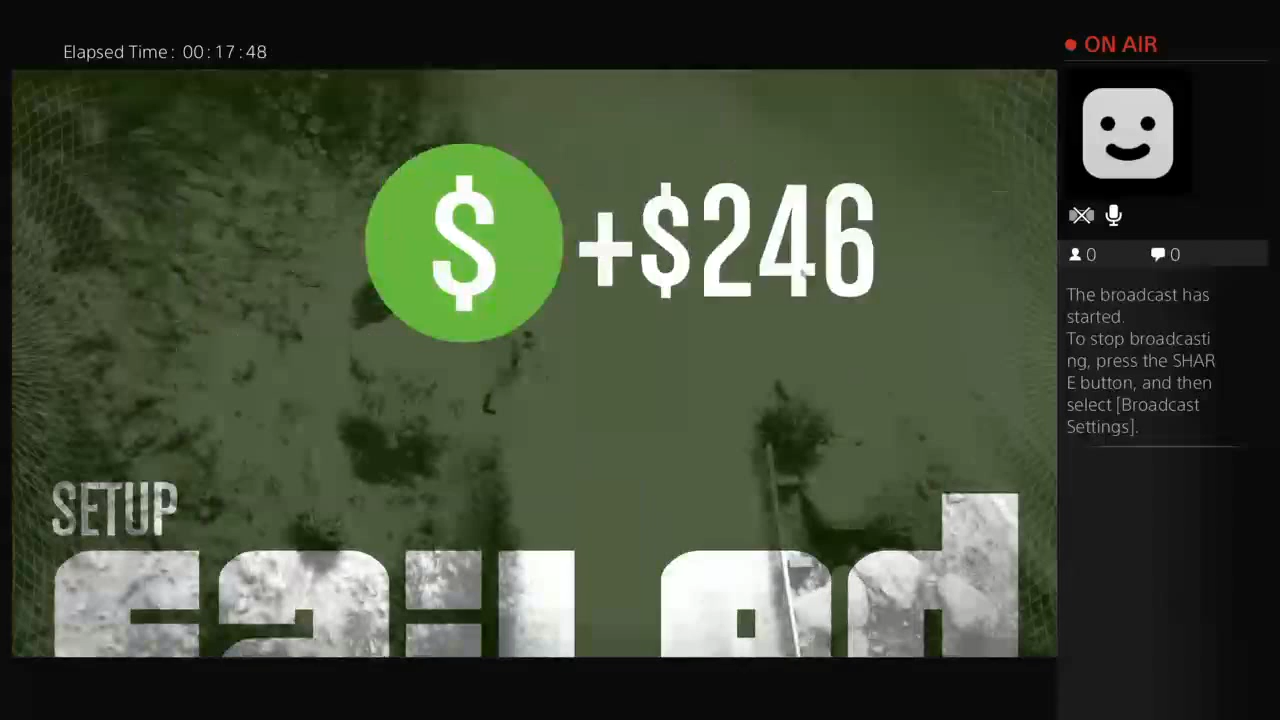 Elapsed Time: 00:17:48
ON AIR
$ +$246
0 0
The broadcast has
started.
To stop broadcasti
ng, press the SHAR
E button, and then
select [Broadcast
Settings].
SETUP
failed